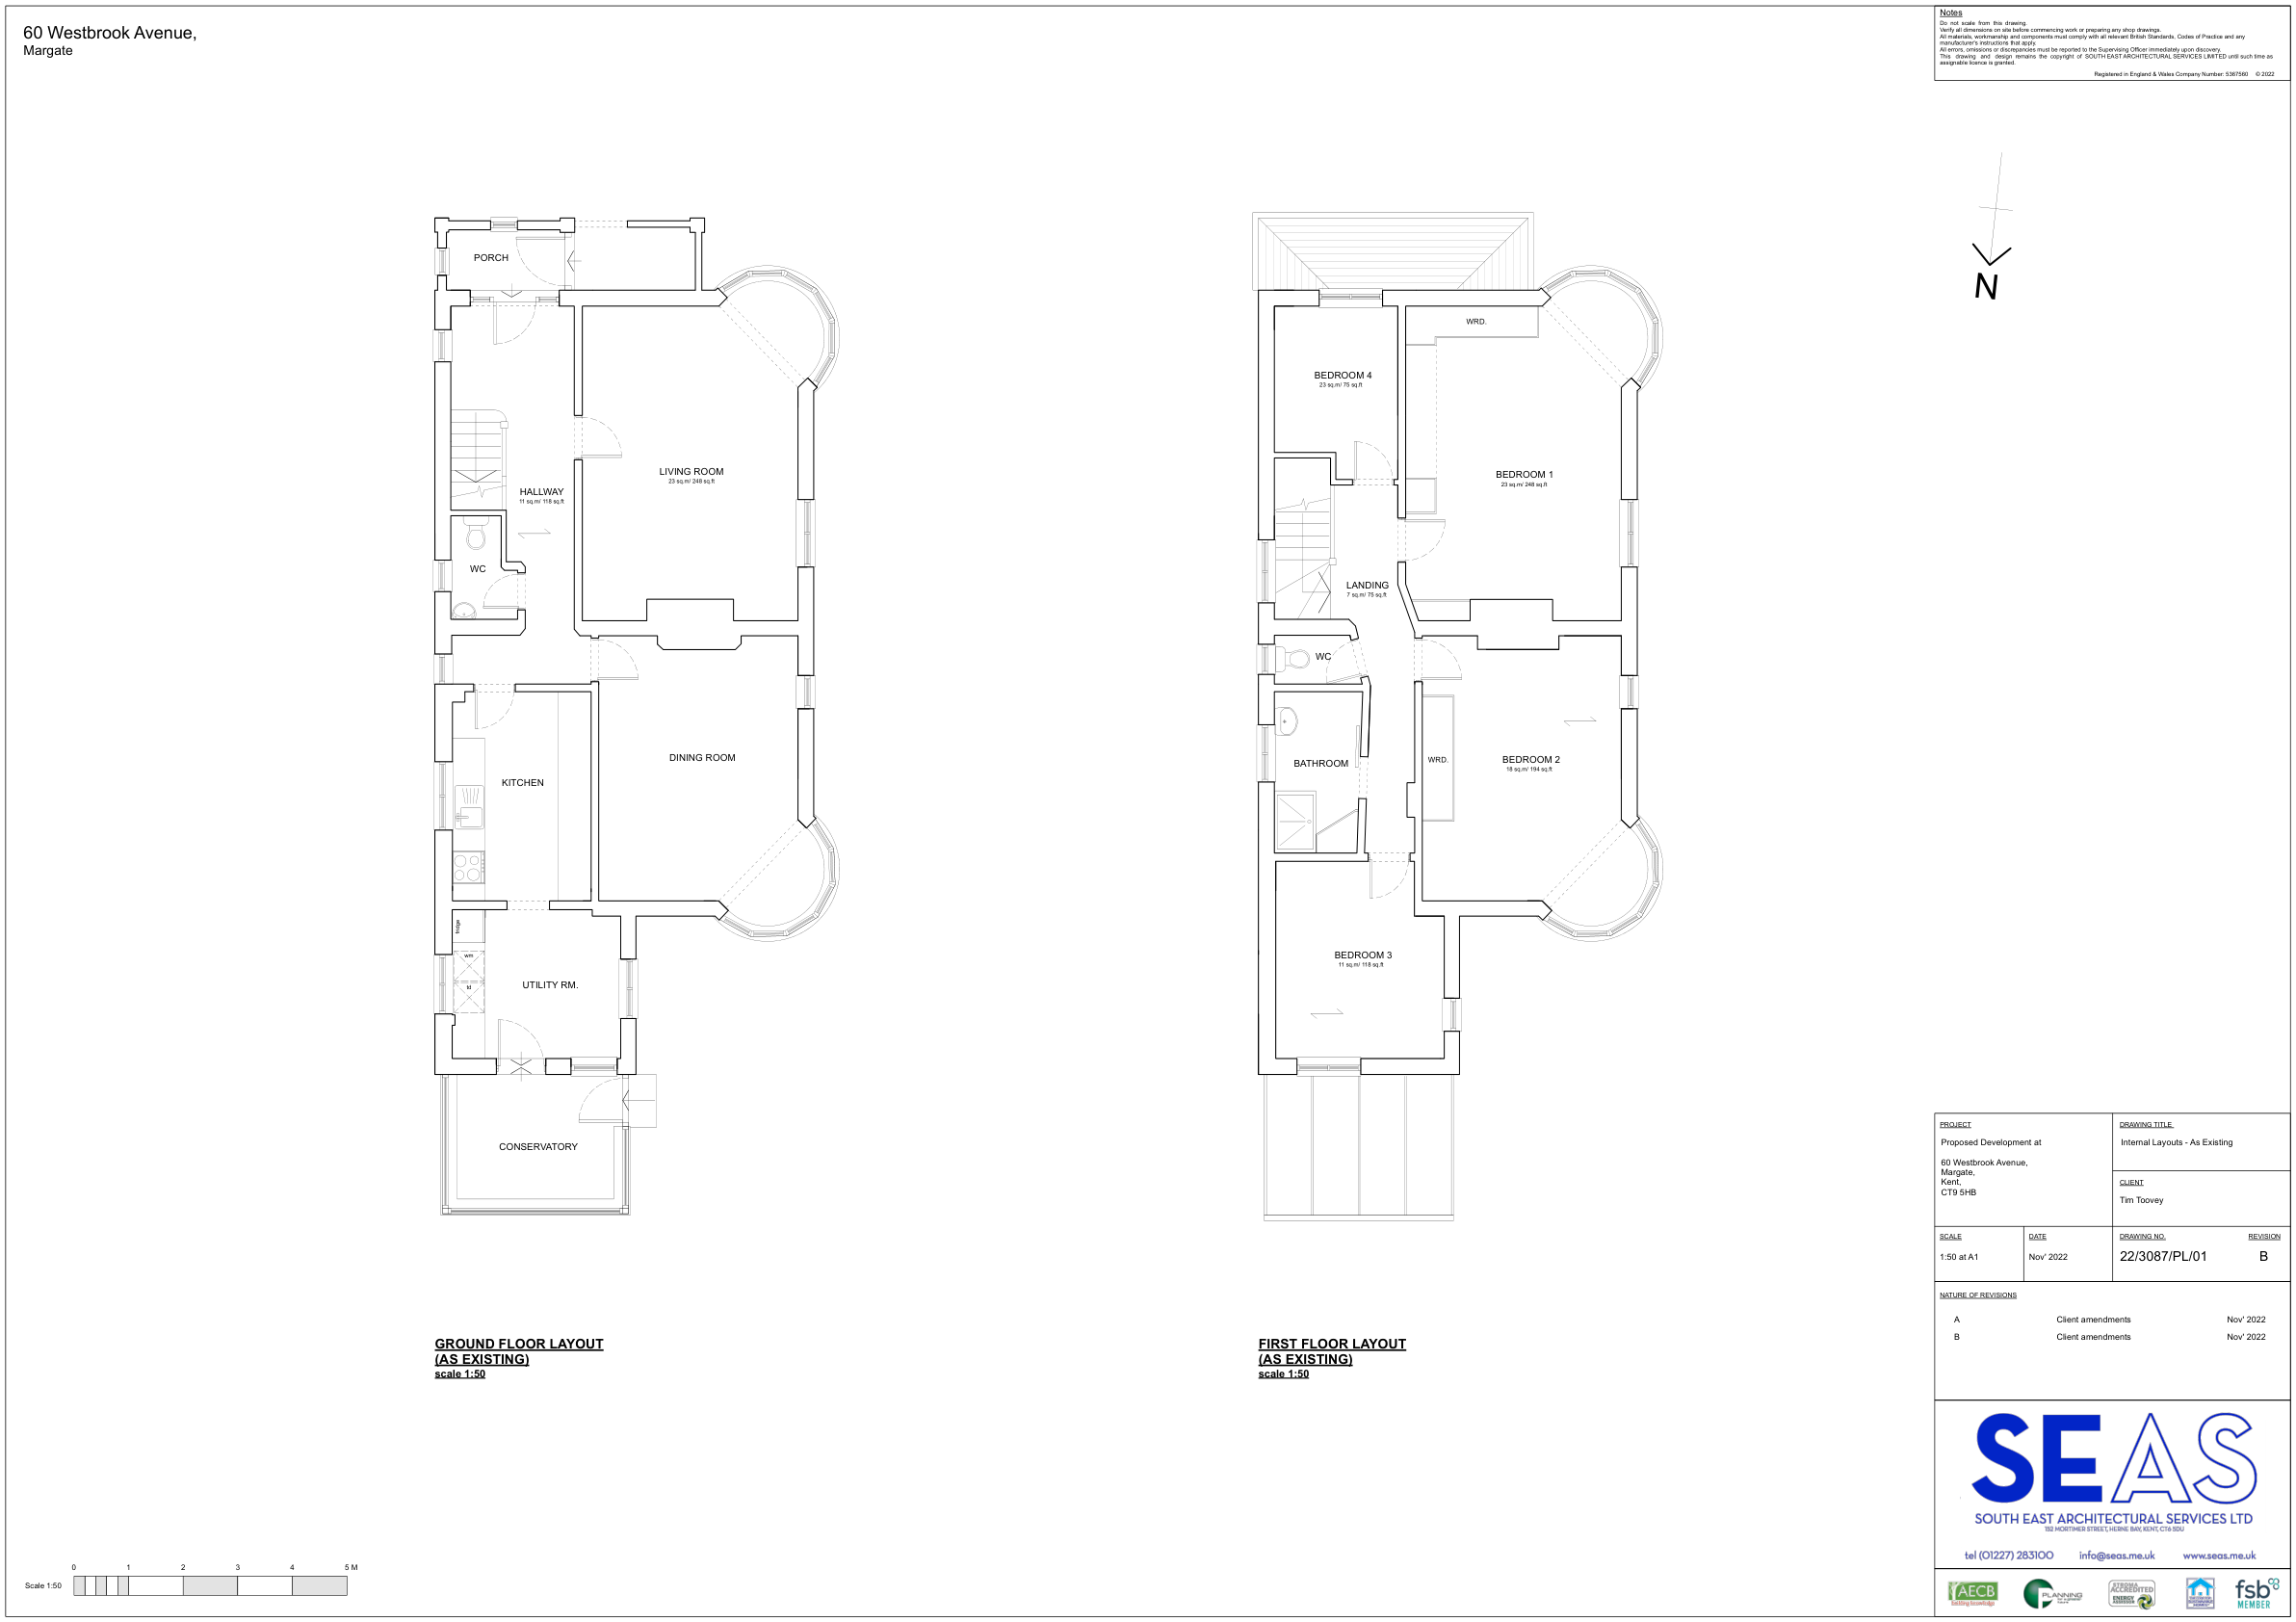 60 Westbrook Avenue,
Margate
Notes
Do not scale from this drawing.
Verify all dimensions on site before commencing work or preparing any shop drawings.
All materials, workmanship and components must comply with all relevant British Standards, Codes of Practice and any
manufacturer's instructions that apply.
All errors, omissions or discrepancies must be reported to the Supervising Officer immediately upon discovery.
This drawing and design remains the copyright of SOUTH EAST ARCHITECTURAL SERVICES LIMITED until such time as
assignable licence is granted.
Registered in England & Wales Company Number: 5367560 © 2022
N
PORCH
LIVING ROOM
23 sq.m/ 248 sq.ft
HALLWAY
11 sq.m/ 118 sq.ft
WC
DINING ROOM
KITCHEN
fridge
wm
td
UTILITY RM.
CONSERVATORY
WRD.
BEDROOM 4
23 sq.m/ 75 sq.ft
BEDROOM 1
23 sq.m/ 248 sq.ft
LANDING
7 sq.m/ 75 sq.ft
WC
BATHROOM
WRD.
BEDROOM 2
18 sq.m/ 194 sq.ft
BEDROOM 3
11 sq.m/ 118 sq.ft
GROUND FLOOR LAYOUT
(AS EXISTING)
scale 1:50
FIRST FLOOR LAYOUT
(AS EXISTING)
scale 1:50
Scale 1:50
0 1 2 3 4 5 M
PROJECT
Proposed Development at
60 Westbrook Avenue,
Margate,
Kent,
CT9 5HB
DRAWING TITLE
Internal Layouts - As Existing
CLIENT
Tim Toovey
SCALE
1:50 at A1
DATE
Nov' 2022
DRAWING NO.
22/3087/PL/01
REVISION
B
NATURE OF REVISIONS
A Client amendments Nov' 2022
B Client amendments Nov' 2022
SEAS
SOUTH EAST ARCHITECTURAL SERVICES LTD
152 MORTIMER STREET, HERNE BAY, KENT, CT6 5DU
tel (01227) 283100 info@seas.me.uk www.seas.me.uk
AECB
building knowledge
PLANNING
STROMA
ACCREDITED
ENERGY
ASSESSOR
fsb
MEMBER